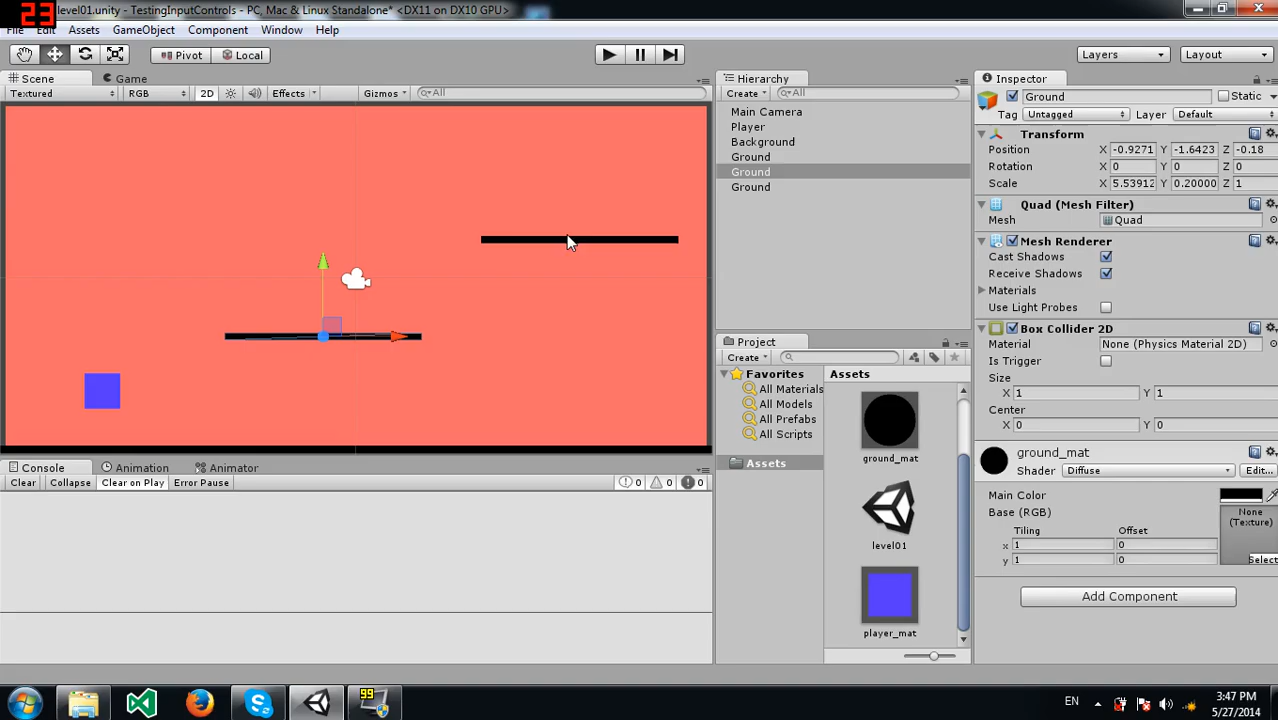 23
level01.unity - TestingInputControls - PC, Mac & Linux Standalone* <DX11 on DX10 GPU>
File Edit Assets GameObject Component Window Help
Pivot Local Layers Layout
Scene Game
Textured RGB 2D Effects Gizmos All
Hierarchy
Create All
Main Camera
Player
Background
Ground
Ground
Ground
Project
Create
Favorites
All Materials
All Models
All Prefabs
All Scripts
Assets
Assets
ground_mat
level01
player_mat
Inspector
Ground Static
Tag Untagged Layer Default
Transform
Position X -0.9271 Y -1.6423 Z -0.18
Rotation X 0 Y 0 Z 0
Scale X 5.53912 Y 0.20000 Z 1
Quad (Mesh Filter)
Mesh Quad
Mesh Renderer
Cast Shadows
Receive Shadows
Materials
Use Light Probes
Box Collider 2D
Material None (Physics Material 2D)
Is Trigger
Size
X 1 Y 1
Center
X 0 Y 0
ground_mat
Shader Diffuse Edit...
Main Color
Base (RGB) None (Texture)
Tiling Offset
x 1 0
y 1 0
Select
Add Component
Console Animation Animator
Clear Collapse Clear on Play Error Pause 0 0 0
99
EN
3:47 PM
5/27/2014